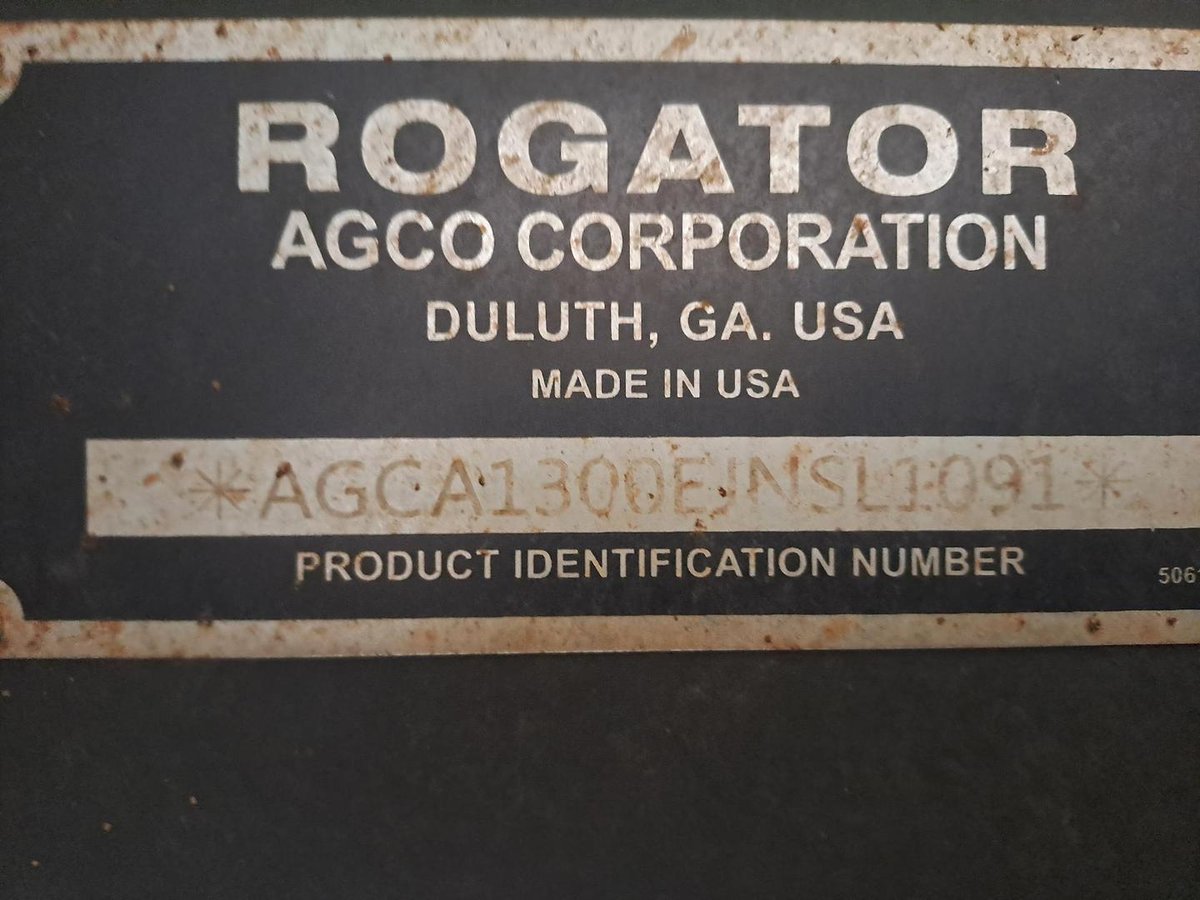 ROGATOR
AGCO CORPORATION
DULUTH, GA. USA
MADE IN USA
*AGCA1300EJNSL1091*
PRODUCT IDENTIFICATION NUMBER